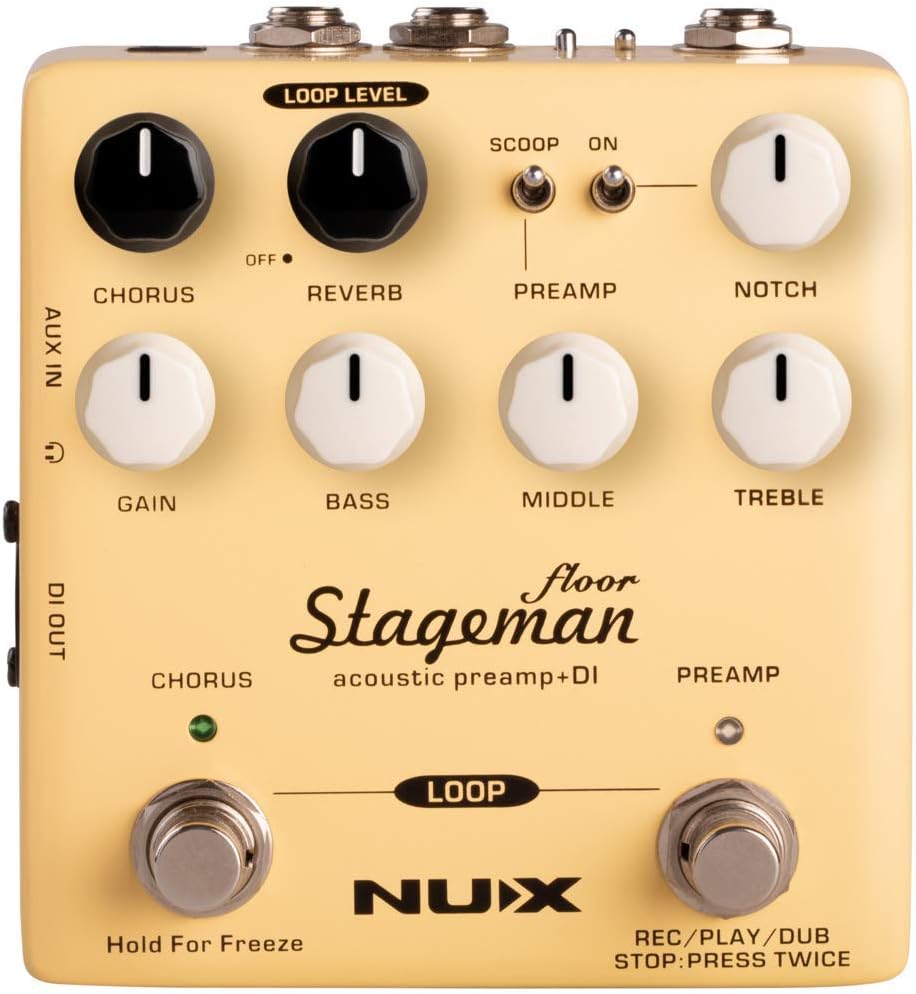 LOOP LEVEL
SCOOP ON
OFF
CHORUS REVERB PREAMP NOTCH
AUX IN
GAIN BASS MIDDLE TREBLE
DI OUT
floor
Stageman
acoustic preamp+DI
CHORUS PREAMP
LOOP
NUX
Hold For Freeze
REC/PLAY/DUB
STOP:PRESS TWICE